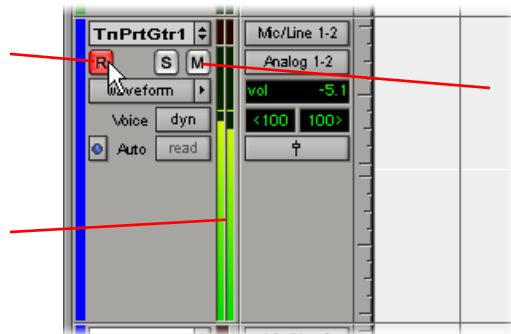 TnPrtGtr1
Mic/Line 1-2
R S M
Analog 1-2
waveform
vol -5.1
Voice dyn
<100 100>
Auto read